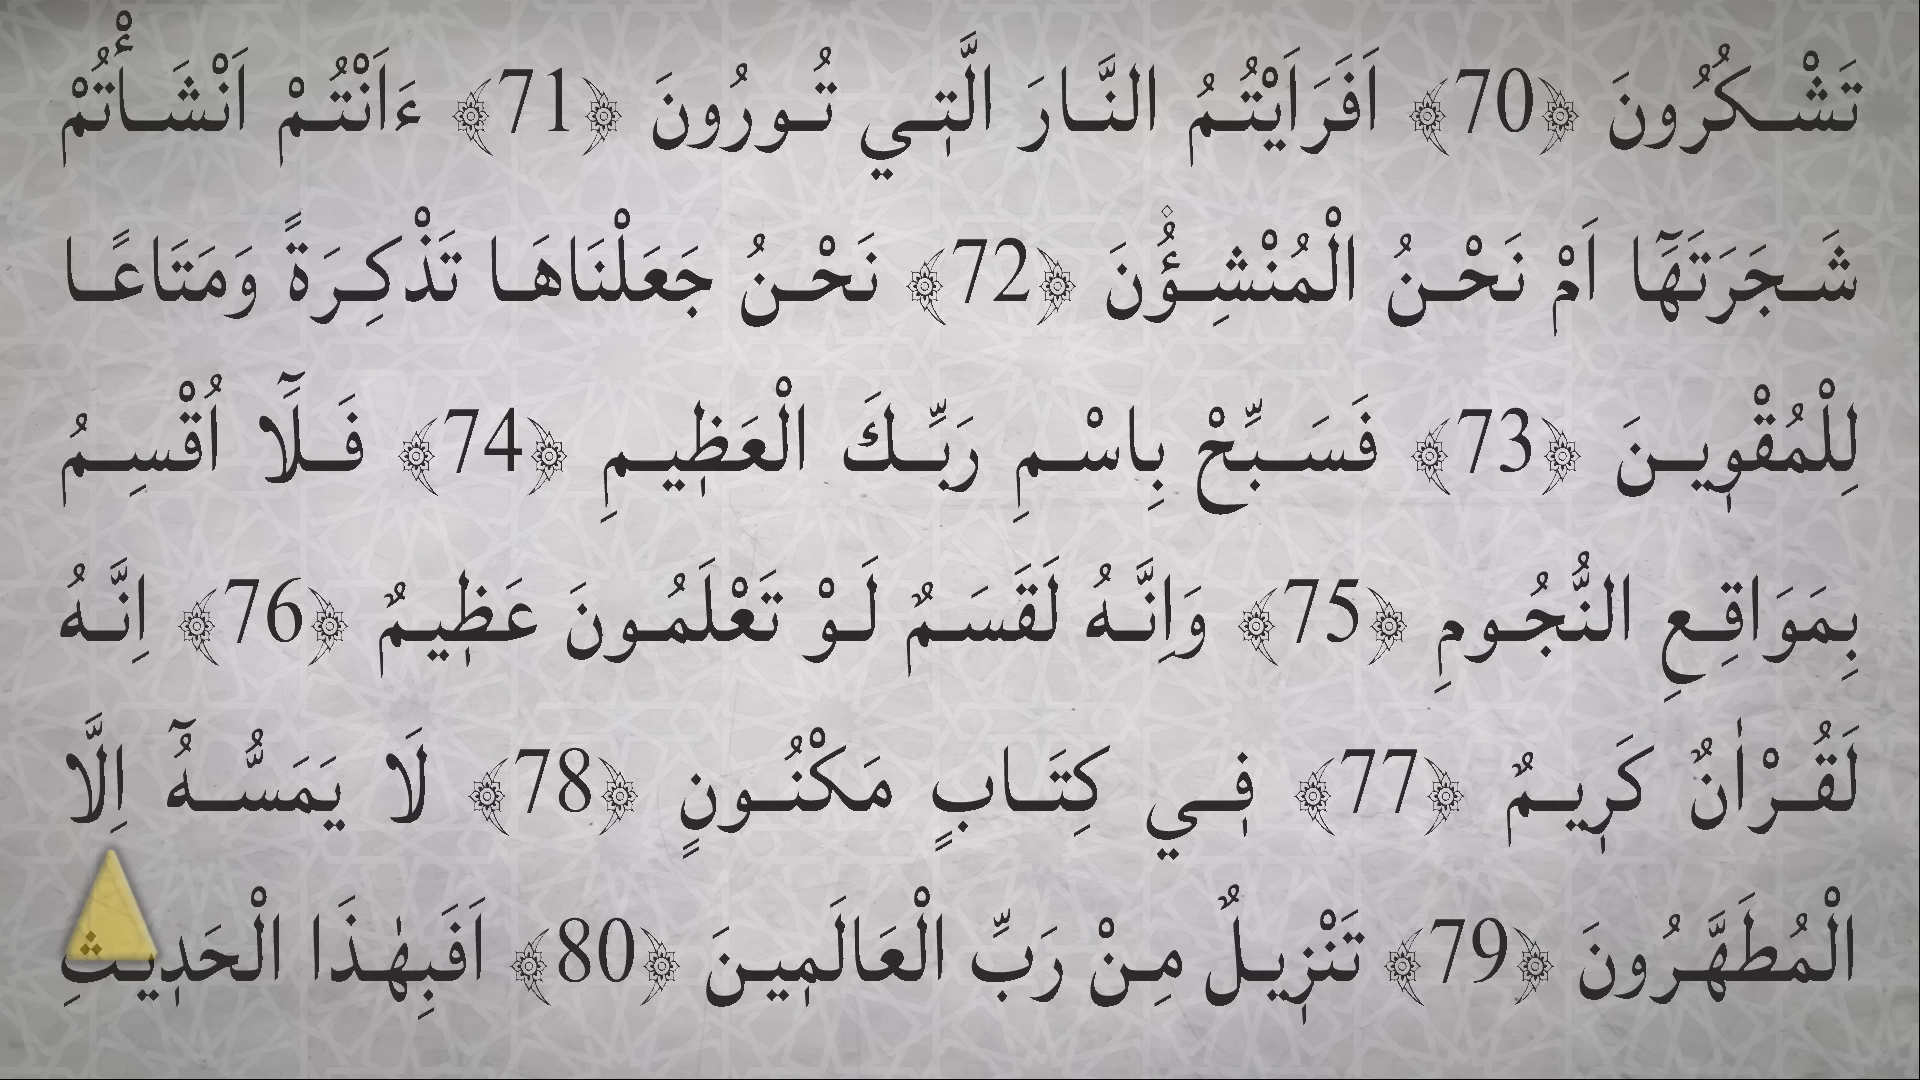 تَشْكُرُونَ ﴿70﴾ اَفَرَاَيْتُمُ النَّارَ الَّتٖي تُورُونَ ﴿71﴾ ءَاَنْتُمْ اَنْشَأْتُمْ
شَجَرَتَهَٓا اَمْ نَحْنُ الْمُنْشِؤُ۫نَ ﴿72﴾ نَحْنُ جَعَلْنَاهَا تَذْكِرَةً وَمَتَاعًا
لِلْمُقْوٖينَ ﴿73﴾ فَسَبِّحْ بِاسْمِ رَبِّكَ الْعَظٖيمِ ﴿74﴾ فَلَٓا اُقْسِمُ
بِمَوَاقِعِ النُّجُومِ ﴿75﴾ وَاِنَّهُ لَقَسَمٌ لَوْ تَعْلَمُونَ عَظٖيمٌ ﴿76﴾ اِنَّهُ
لَقُرْاٰنٌ كَرٖيمٌ ﴿77﴾ فٖي كِتَابٍ مَكْنُونٍ ﴿78﴾ لَا يَمَسُّهُٓ اِلَّا
الْمُطَهَّرُونَ ﴿79﴾ تَنْزٖيلٌ مِنْ رَبِّ الْعَالَمٖينَ ﴿80﴾ اَفَبِهٰذَا الْحَدٖيثِ